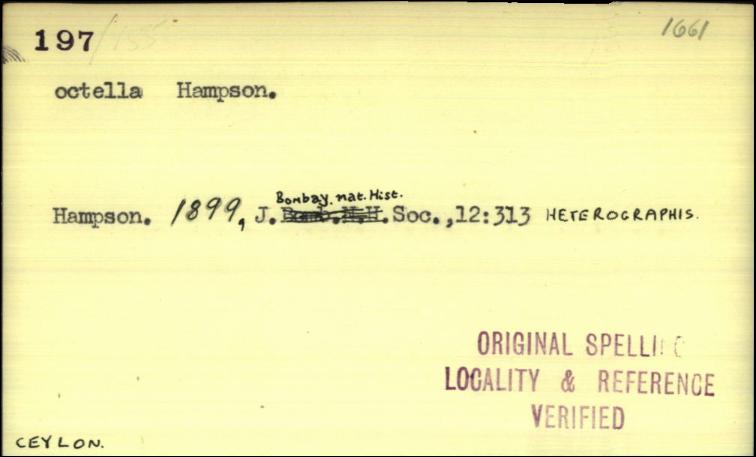 197 1661
octella Hampson.
Bombay. nat. Hist.
Hampson. 1899, J. Bomb.N.H. Soc.,12:313 HETEROGRAPHIS.
ORIGINAL SPELLING
LOCALITY & REFERENCE
VERIFIED
CEYLON.